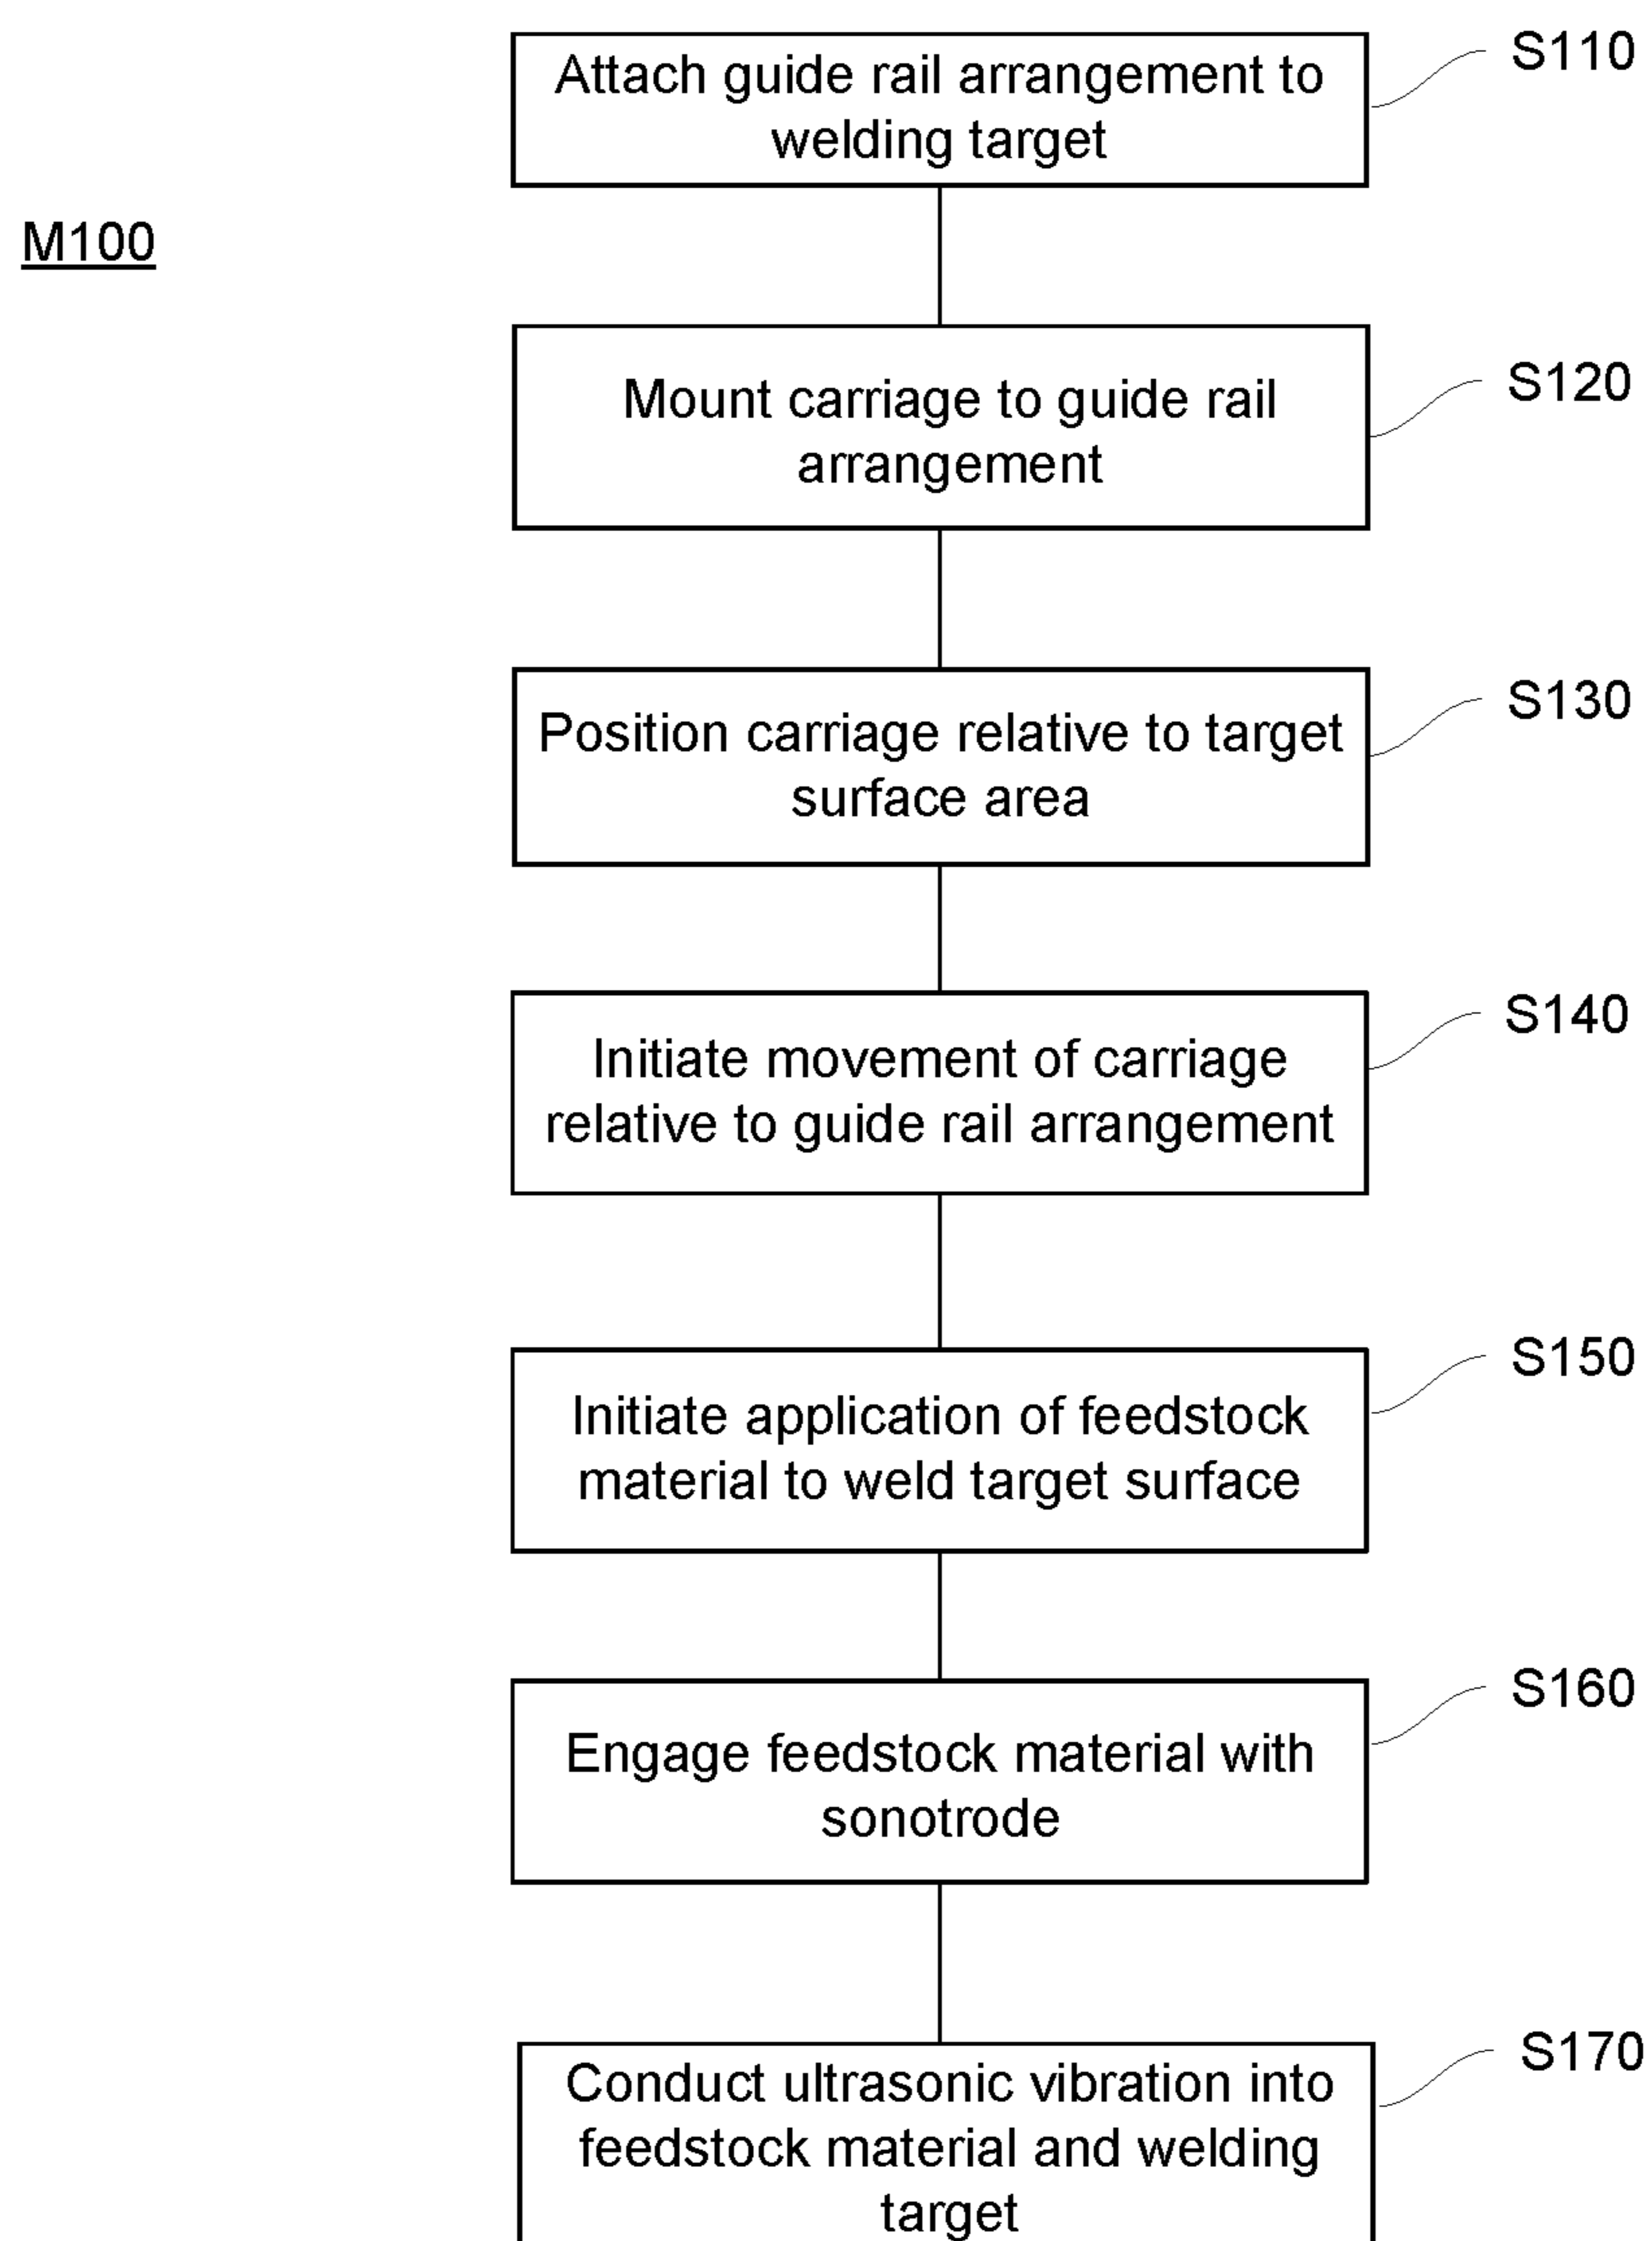 Attach guide rail arrangement to
welding target
S110
M100
Mount carriage to guide rail
arrangement
S120
Position carriage relative to target
surface area
S130
Initiate movement of carriage
relative to guide rail arrangement
S140
Initiate application of feedstock
material to weld target surface
S150
Engage feedstock material with
sonotrode
S160
Conduct ultrasonic vibration into
feedstock material and welding
target
S170